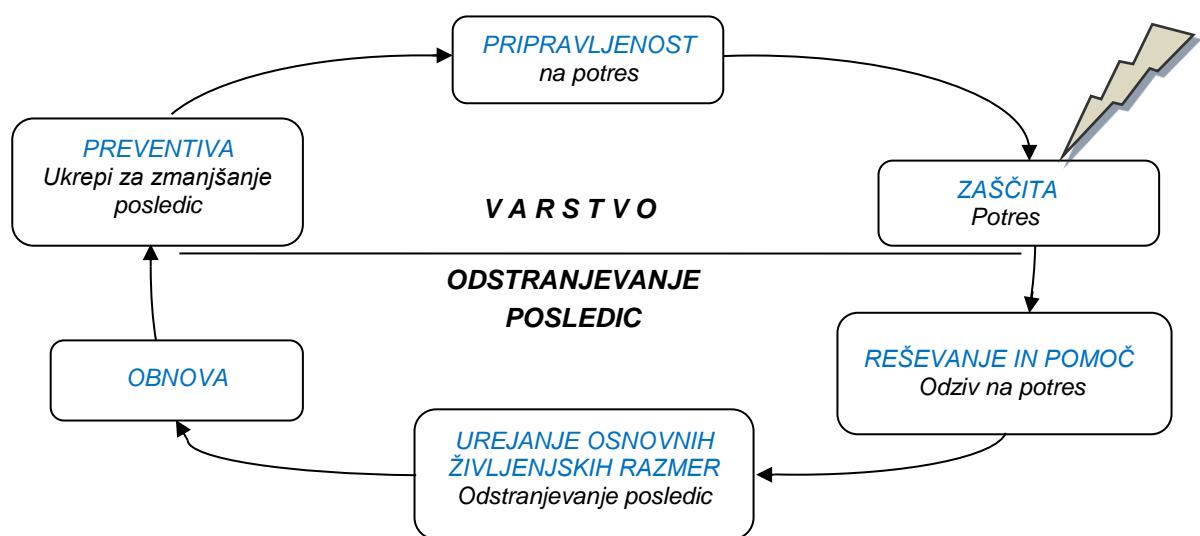 PRIPRAVLJENOST
na potres
PREVENTIVA
Ukrepi za zmanjšanje
posledic
ZAŠČITA
Potres
V A R S T V O
ODSTRANJEVANJE
POSLEDIC
REŠEVANJE IN POMOČ
Odziv na potres
OBNOVA
UREJANJE OSNOVNIH
ŽIVLJENJSKIH RAZMER
Odstranjevanje posledic